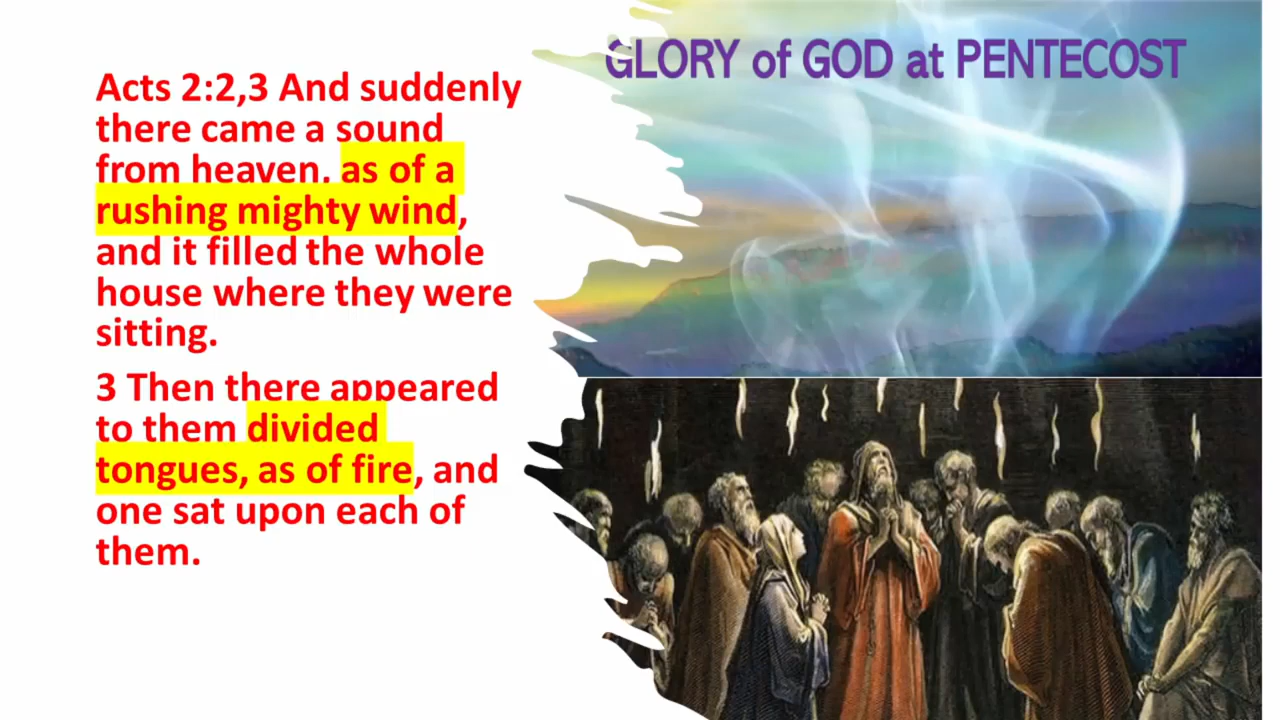 GLORY of GOD at PENTECOST
Acts 2:2,3 And suddenly
there came a sound
from heaven, as of a
rushing mighty wind,
and it filled the whole
house where they were
sitting.
3 Then there appeared
to them divided
tongues, as of fire, and
one sat upon each of
them.